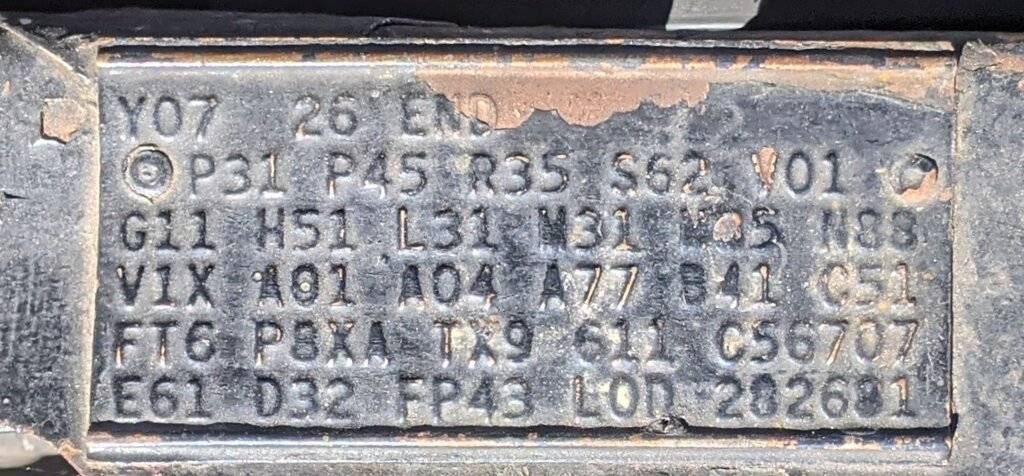 Y07 26 END
P31 P45 R35 S62 V01
G11 H51 L31 M31 N88
V1X A01 A04 A77 B41 C51
FT6 P8XA TX9 611 C56707
E61 D32 FP43 L0D 282681